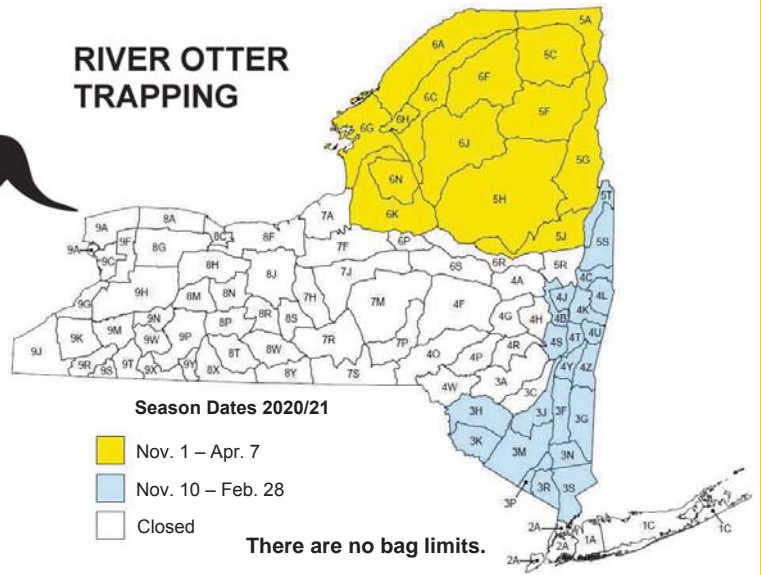 RIVER OTTER
TRAPPING
5A
6A
5C
6F
6C
6H
5F
6G
6J
5G
6N
5H
5T
6K
7A
8A
9A
8C
8F
5J
5S
9F
6P
9A
8G
7F
6R
5R
9C
8H
8J
7J
6S
4A
4C
9H
7H
7M
4F
4J
4L
9G
8M
8N
4G
4H
4B
4K
9N
8R
8S
9K
9M
9W
9P
8P
7R
7P
4R
4S
4T
4U
9J
8T
8W
4O
4P
4Y
4Z
9R
9S
9T
9X
9Y
8X
8Y
7S
4W
3A
3C
Season Dates 2020/21
3H
3J
3F
3G
Nov. 1 – Apr. 7
3K
3M
3N
Nov. 10 – Feb. 28
3R
3S
3P
Closed
2A
1C
1C
There are no bag limits.
2A
1A
2A